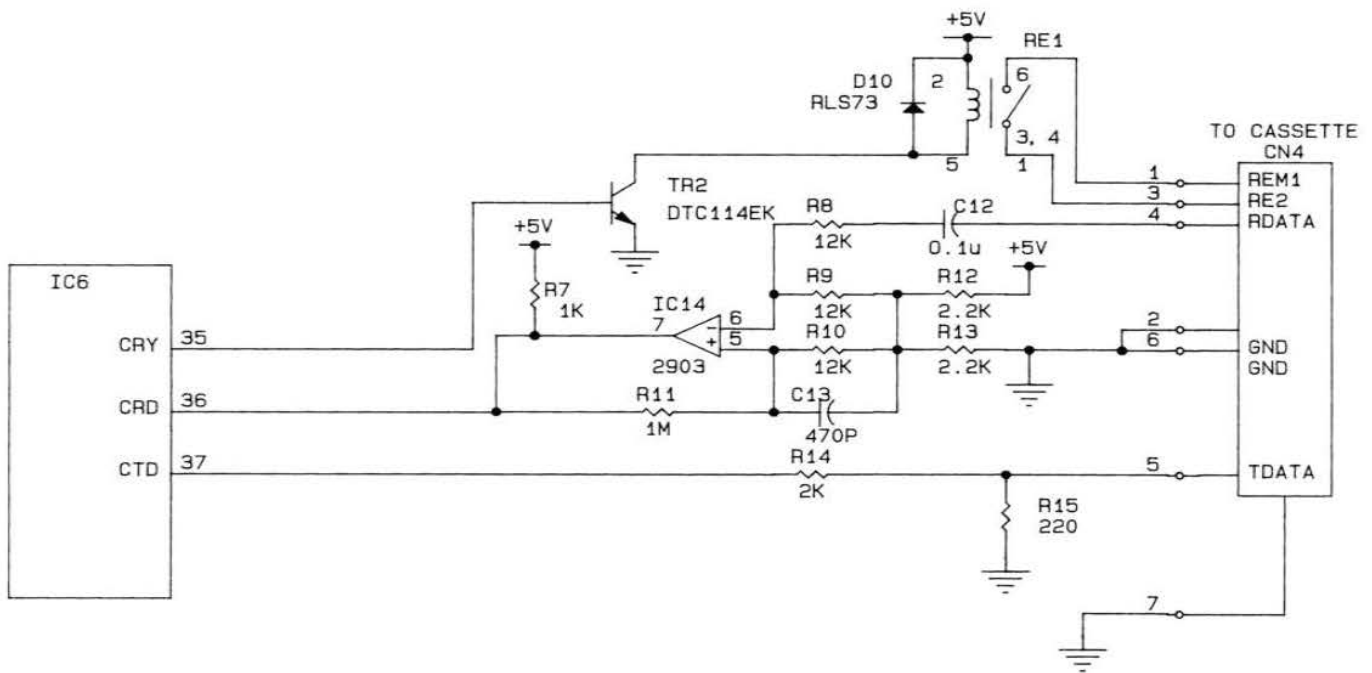 +5V
RE1
D10
RLS73
2
6
3, 4
5
1
TO CASSETTE
CN4
TR2
DTC114EK
1
REM1
3
RE2
4
RDATA
R8
12K
C12
0.1u
+5V
+5V
IC6
R7
1K
IC14
7
6
-
+
5
2903
R9
12K
R12
2.2K
R10
12K
R13
2.2K
2
6
GND
GND
CRY
35
CRD
36
R11
1M
C13
470P
CTD
37
R14
2K
5
TDATA
R15
220
7